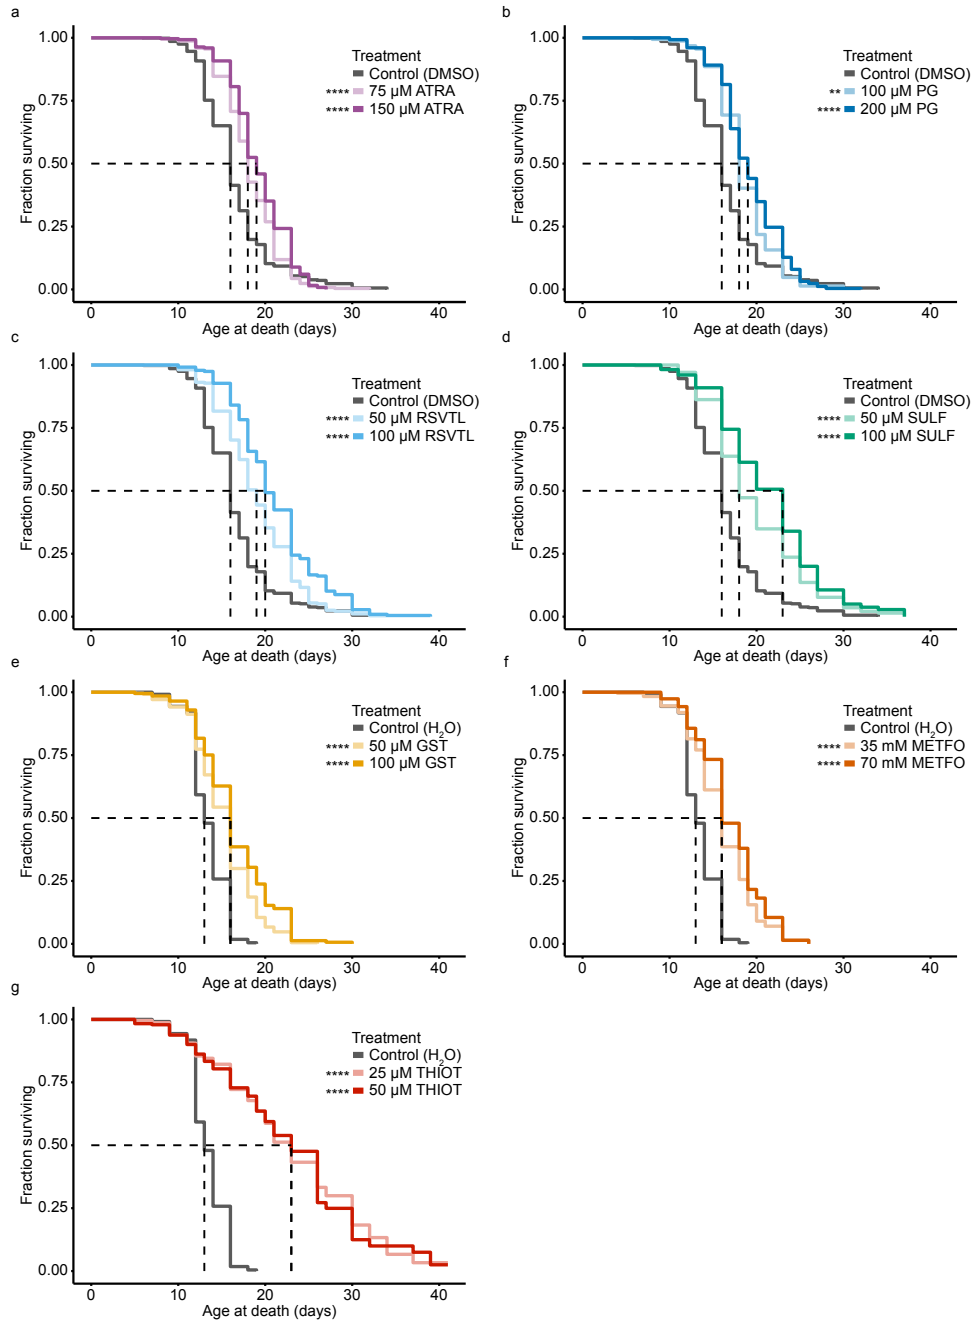 a
Fraction surviving
1.00
0.75
0.50
0.25
0.00
0 10 20 30 40
Age at death (days)
Treatment
Control (DMSO)
**** 75 µM ATRA
**** 150 µM ATRA
b
Fraction surviving
1.00
0.75
0.50
0.25
0.00
0 10 20 30 40
Age at death (days)
Treatment
Control (DMSO)
** 100 µM PG
**** 200 µM PG
c
Fraction surviving
1.00
0.75
0.50
0.25
0.00
0 10 20 30 40
Age at death (days)
Treatment
Control (DMSO)
**** 50 µM RSVTL
**** 100 µM RSVTL
d
Fraction surviving
1.00
0.75
0.50
0.25
0.00
0 10 20 30 40
Age at death (days)
Treatment
Control (DMSO)
**** 50 µM SULF
**** 100 µM SULF
e
Fraction surviving
1.00
0.75
0.50
0.25
0.00
0 10 20 30 40
Age at death (days)
Treatment
Control (H₂O)
**** 50 µM GST
**** 100 µM GST
f
Fraction surviving
1.00
0.75
0.50
0.25
0.00
0 10 20 30 40
Age at death (days)
Treatment
Control (H₂O)
**** 35 mM METFO
**** 70 mM METFO
g
Fraction surviving
1.00
0.75
0.50
0.25
0.00
0 10 20 30 40
Age at death (days)
Treatment
Control (H₂O)
**** 25 µM THIOT
**** 50 µM THIOT